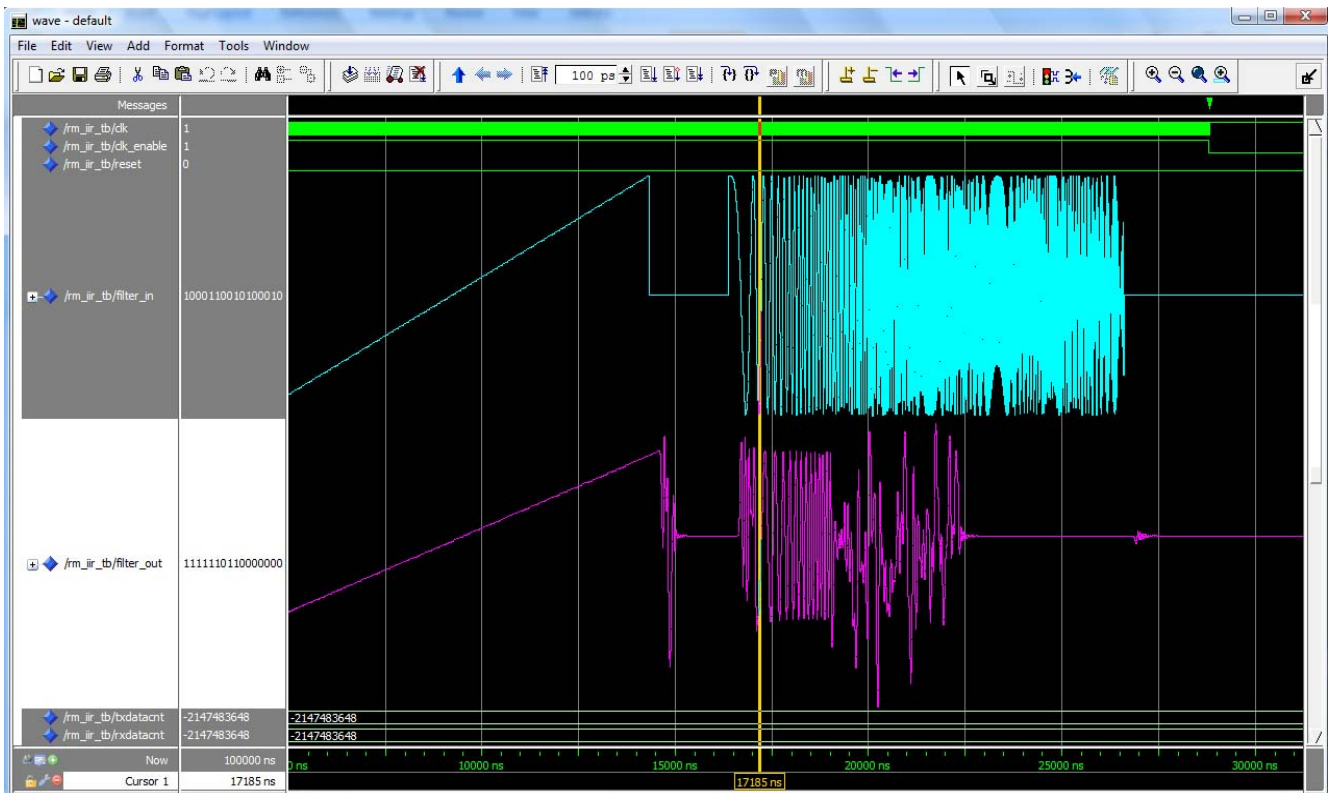 wave - default
File Edit View Add Format Tools Window
100 ps
Messages
/rm_iir_tb/clk 1
/rm_iir_tb/clk_enable 1
/rm_iir_tb/reset 0
/rm_iir_tb/filter_in 1000110010100010
/rm_iir_tb/filter_out 1111110110000000
/rm_iir_tb/txdatacnt -2147483648 -2147483648
/rm_iir_tb/rxdatacnt -2147483648 -2147483648
Now 100000 ns ns 10000 ns 15000 ns 20000 ns 25000 ns 30000 ns
Cursor 1 17185 ns 17185 ns